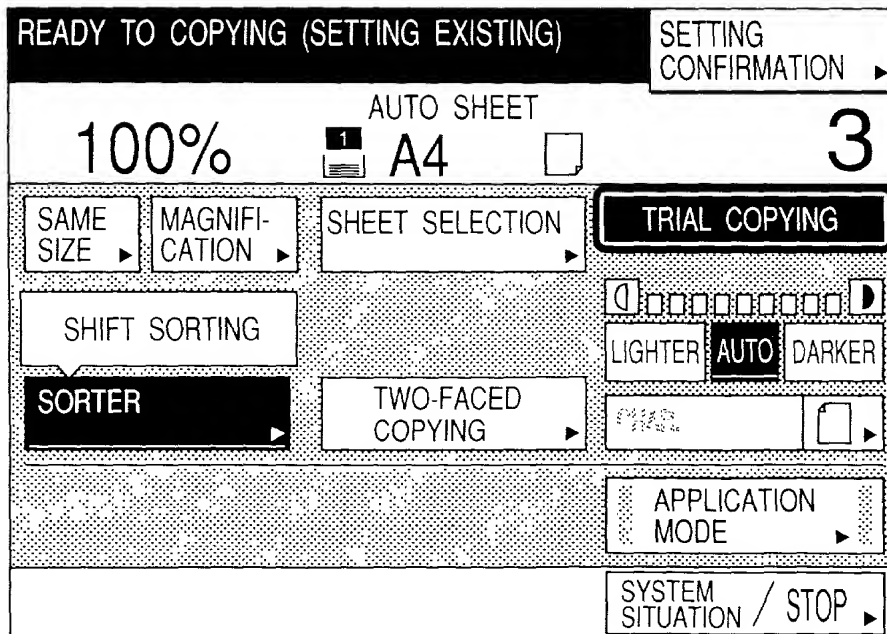 READY TO COPYING (SETTING EXISTING)
SETTING
CONFIRMATION
100%
AUTO SHEET
1
A4
3
SAME
SIZE
MAGNIFI-
CATION
SHEET SELECTION
TRIAL COPYING
SHIFT SORTING
LIGHTER
AUTO
DARKER
SORTER
TWO-FACED
COPYING
APPLICATION
MODE
SYSTEM
SITUATION / STOP